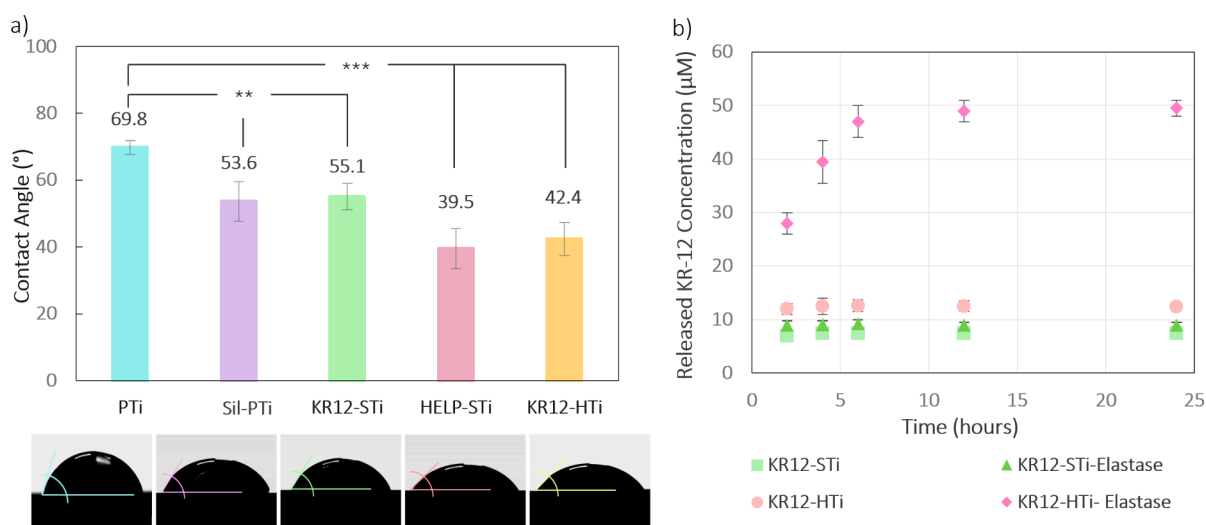 a)
100
80
60
40
20
0
Contact Angle (°)
***
**
69.8
53.6
55.1
39.5
42.4
PTi
Sil-PTi
KR12-STi
HELP-STi
KR12-HTi
b)
60
50
40
30
20
10
0
Released KR-12 Concentration (µM)
0 5 10 15 20 25
Time (hours)
KR12-STi
KR12-STi-Elastase
KR12-HTi
KR12-HTi- Elastase